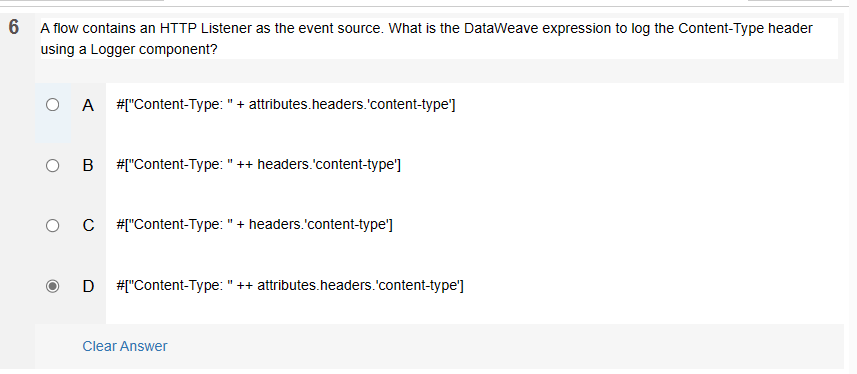 6 A flow contains an HTTP Listener as the event source. What is the DataWeave expression to log the Content-Type header
using a Logger component?
A #["Content-Type: " + attributes.headers.'content-type']
B #["Content-Type: " ++ headers.'content-type']
C #["Content-Type: " + headers.'content-type']
D #["Content-Type: " ++ attributes.headers.'content-type']
Clear Answer